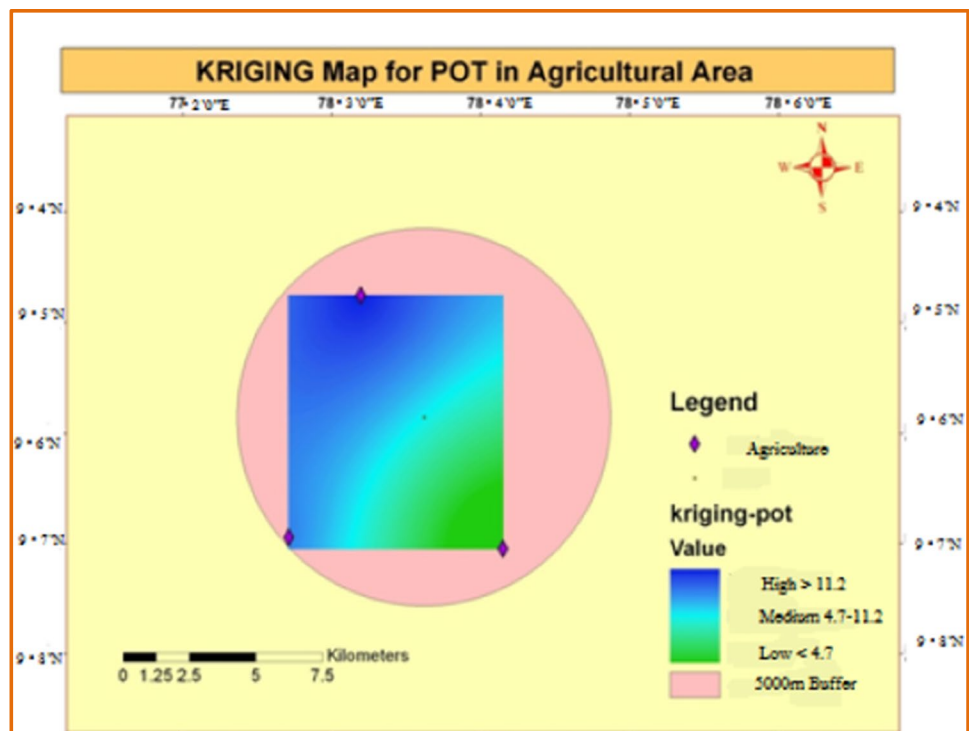 KRIGING Map for POT in Agricultural Area
77•2'0"E 78•3'0"E 78•4'0"E 78•5'0"E 78•6'0"E
N
W E
S
9•4'N 9•4'N
9•5'N 9•5'N
Legend
9•6'N 9•6'N
Agriculture
kriging-pot
9•7'N 9•7'N
Value
High > 11.2
Medium 4.7-11.2
9•8'N 9•8'N
Low < 4.7
Kilometers
0 1.25 2.5 5 7.5
5000m Buffer